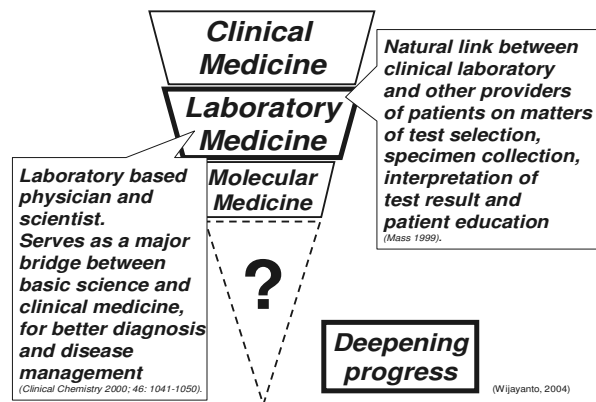 Clinical
Medicine
Laboratory
Medicine
Molecular
Medicine
?
Natural link between
clinical laboratory
and other providers
of patients on matters
of test selection,
specimen collection,
interpretation of
test result and
patient education
(Mass 1999).
Laboratory based
physician and
scientist.
Serves as a major
bridge between
basic science and
clinical medicine,
for better diagnosis
and disease
management
(Clinical Chemistry 2000; 46: 1041-1050).
Deepening
progress
(Wijayanto, 2004)